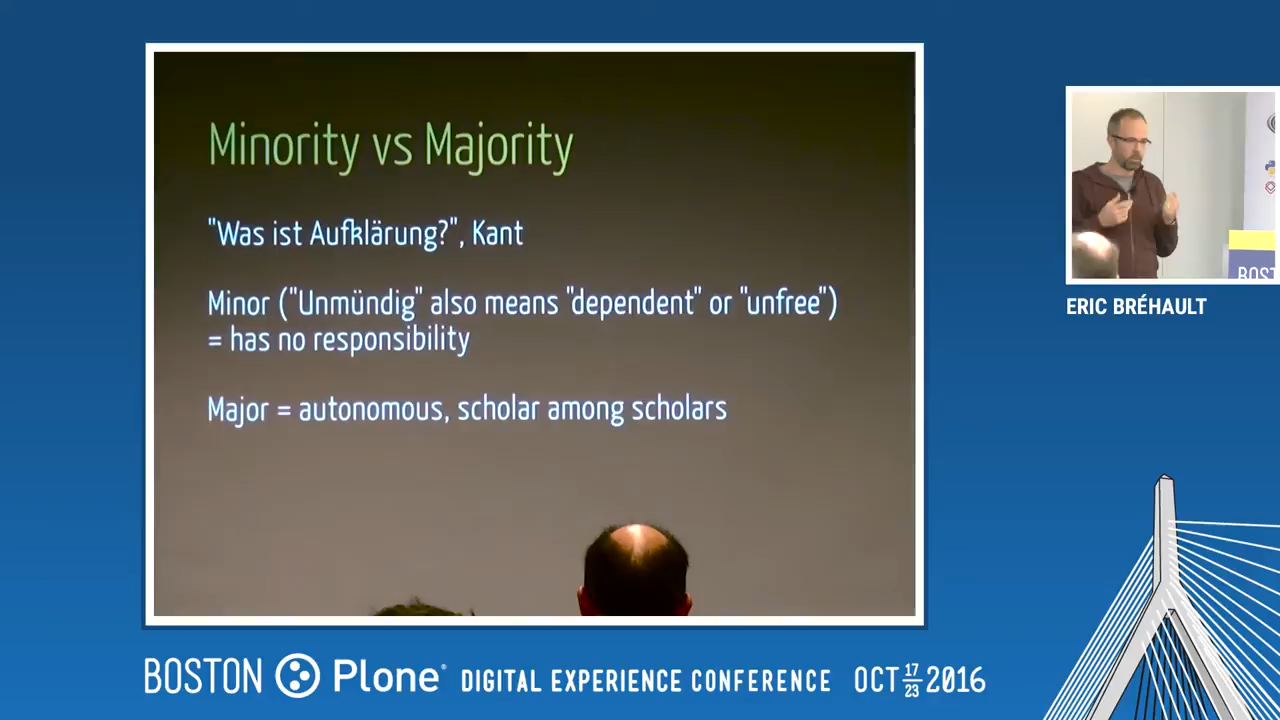 Minority vs Majority
"Was ist Aufklärung?", Kant
Minor ("Unmündig" also means "dependent" or "unfree")
= has no responsibility
Major = autonomous, scholar among scholars
BOST
ERIC BRÉHAULT
BOSTON Plone® DIGITAL EXPERIENCE CONFERENCE OCT 17 23 2016